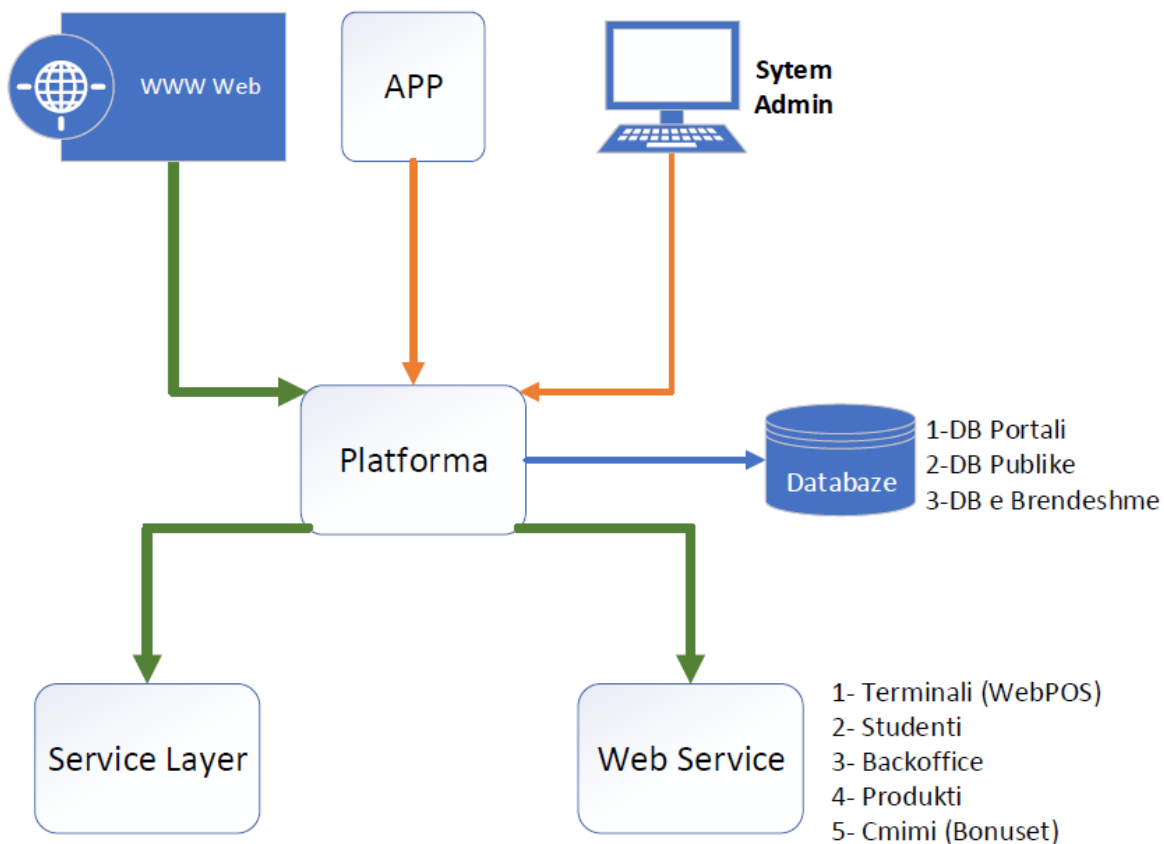 WWW Web
APP
Sytem
Admin
Platforma
Databaze
1-DB Portali
2-DB Publike
3-DB e Brendeshme
Service Layer
Web Service
1- Terminali (WebPOS)
2- Studenti
3- Backoffice
4- Produkti
5- Cmimi (Bonuset)